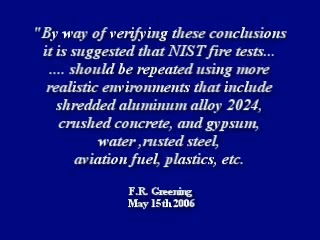 "By way of verifying these conclusions
it is suggested that NIST fire tests...
.... should be repeated using more
realistic environments that include
shredded aluminum alloy 2024,
crushed concrete, and gypsum,
water ,rusted steel,
aviation fuel, plastics, etc.
F.R. Greening
May 15th 2006